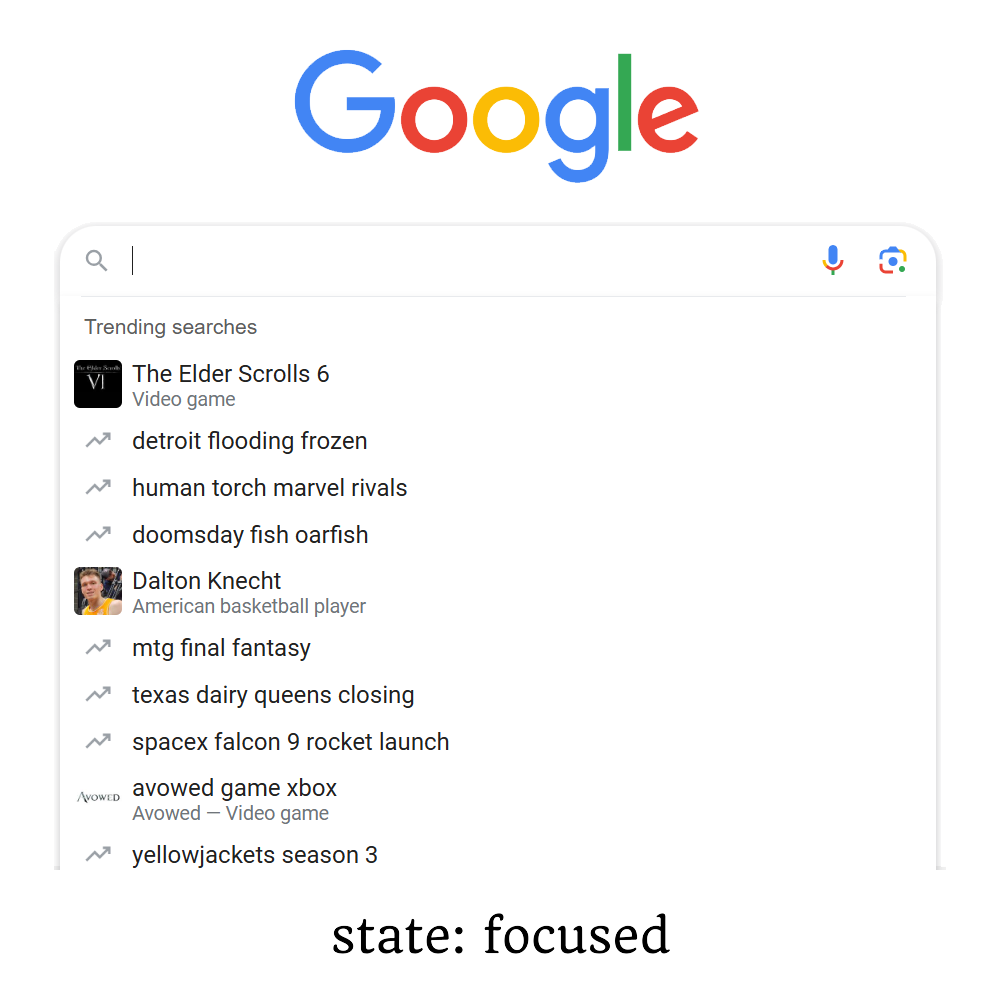 Google
Trending searches
The Elder Scrolls
VI
The Elder Scrolls 6
Video game
detroit flooding frozen
human torch marvel rivals
doomsday fish oarfish
Dalton Knecht
American basketball player
mtg final fantasy
texas dairy queens closing
spacex falcon 9 rocket launch
AVOWED
avowed game xbox
Avowed — Video game
yellowjackets season 3
state: focused